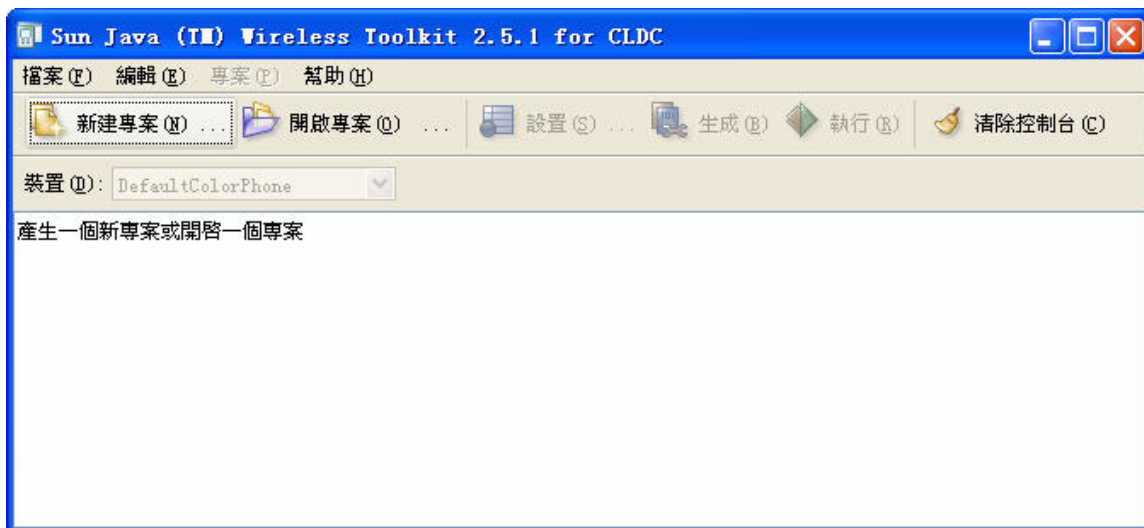 Sun Java (TM) Wireless Toolkit 2.5.1 for CLDC
檔案(F) 編輯(E) 專案(P) 幫助(H)
新建專案(N) ... 開啟專案(O) ... 設置(S) ... 生成(B) 執行(R) 清除控制台(C)
裝置(D): DefaultColorPhone
產生一個新專案或開啓一個專案